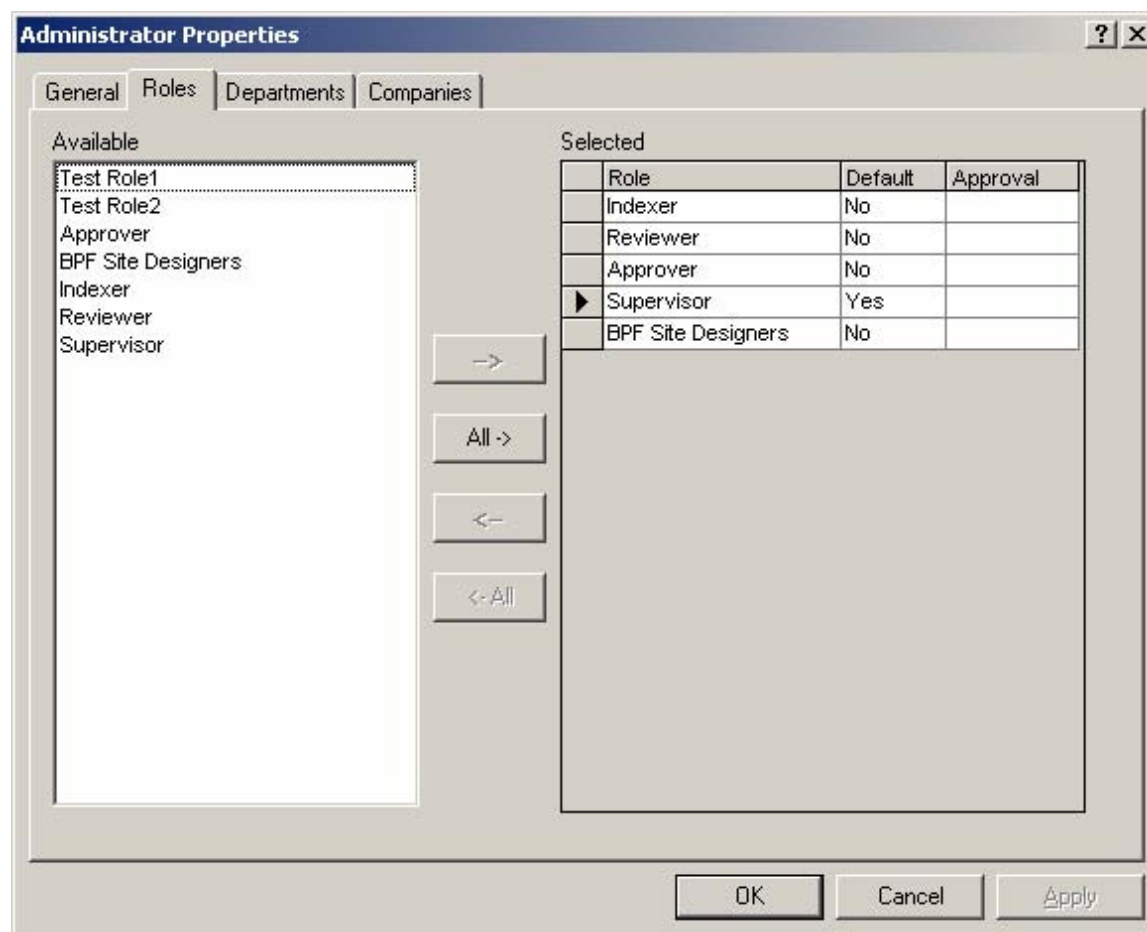 Administrator Properties ? ×
General Roles Departments Companies
Available
Test Role1
Test Role2
Approver
BPF Site Designers
Indexer
Reviewer
Supervisor
-->
All ->
<--
<- All
Selected
Role Default Approval
Indexer No
Reviewer No
Approver No
Supervisor Yes
BPF Site Designers No
OK Cancel Apply